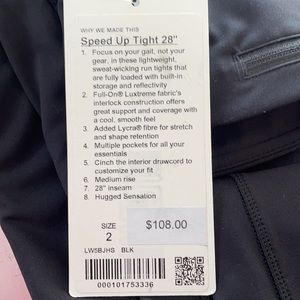 WHY WE MADE THIS
Speed Up Tight 28"
1. Focus on your gait, not your
gear, in these lightweight,
sweat-wicking run tights that
are fully loaded with built-in
storage and reflectivity
2. Full-On® Luxtreme fabric's
interlock construction offers
great support and coverage with
a cool, smooth feel
3. Added Lycra® fibre for stretch
and shape retention
4. Multiple pockets for all your
essentials
5. Cinch the interior drawcord to
customize your fit
6. Medium rise
7. 28" inseam
8. Hugged Sensation
SIZE
2
$108.00
LW5BJHS BLK
000101753336